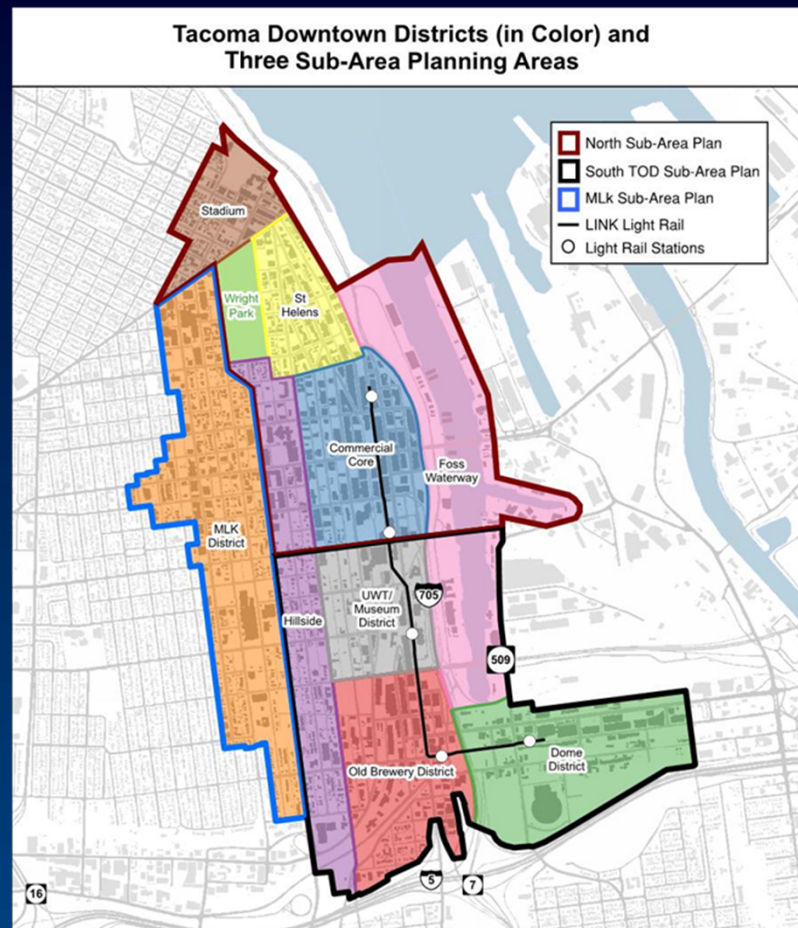 Tacoma Downtown Districts (in Color) and
Three Sub-Area Planning Areas
North Sub-Area Plan
South TOD Sub-Area Plan
MLk Sub-Area Plan
LINK Light Rail
Light Rail Stations
Stadium
Wright
Park
St
Helens
Commercial
Core
Foss
Waterway
MLK
District
UWT/
Museum
District
705
Hillside
509
Dome
District
Old Brewery District
5
7
16